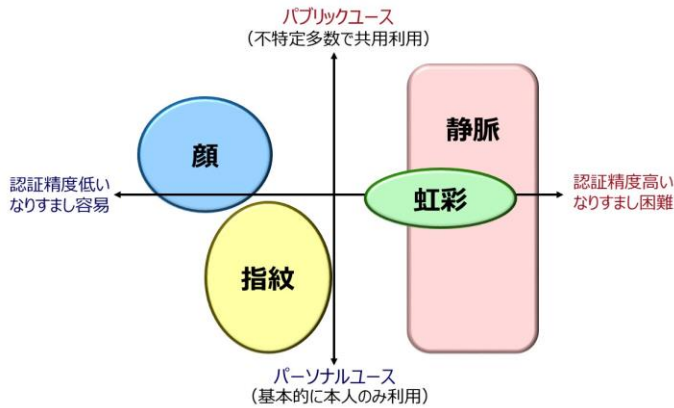 パブリックユース
（不特定多数で共用利用）
静脈
顔
認証精度低い
なりすまし容易
虹彩
認証精度高い
なりすまし困難
指紋
パーソナルユース
（基本的に本人のみ利用）